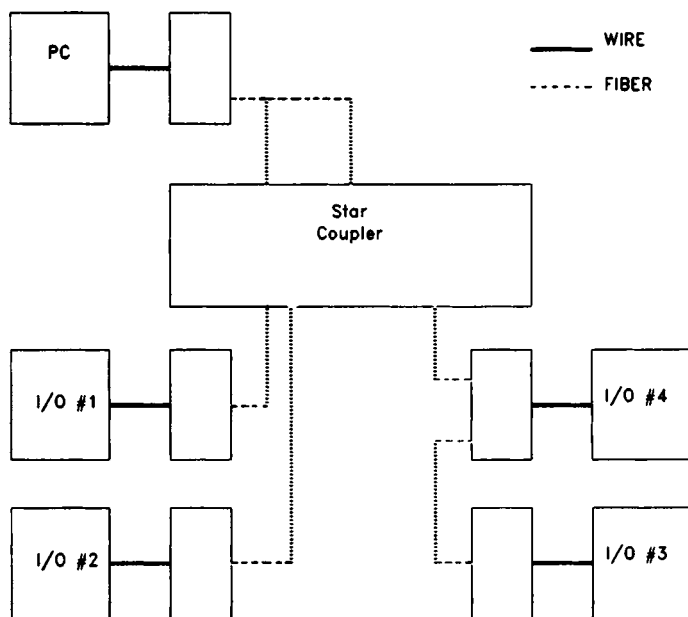 PC
WIRE
FIBER
Star
Coupler
I/O #1
I/O #4
I/O #2
I/O #3